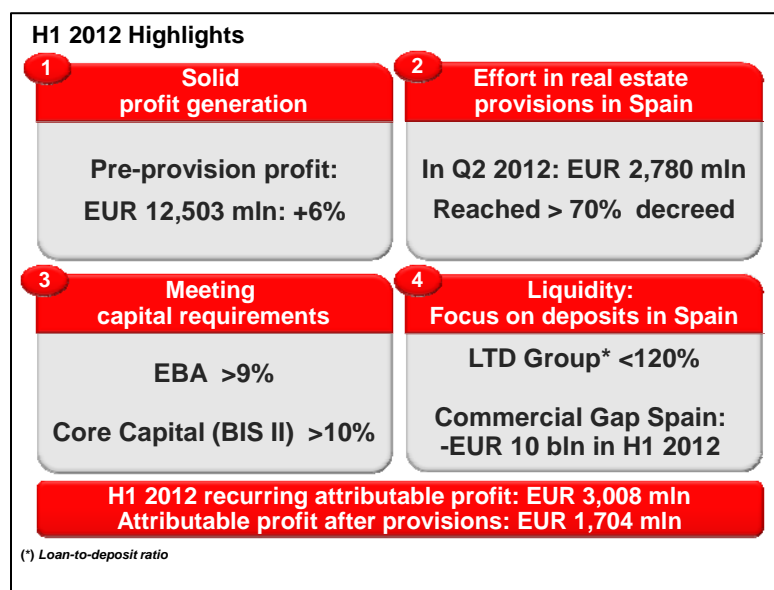 H1 2012 Highlights
1
Solid
profit generation
Pre-provision profit:
EUR 12,503 mln: +6%
2
Effort in real estate
provisions in Spain
In Q2 2012: EUR 2,780 mln
Reached > 70% decreed
3
Meeting
capital requirements
EBA >9%
Core Capital (BIS II) >10%
4
Liquidity:
Focus on deposits in Spain
LTD Group* <120%
Commercial Gap Spain:
-EUR 10 bln in H1 2012
H1 2012 recurring attributable profit: EUR 3,008 mln
Attributable profit after provisions: EUR 1,704 mln
(*) Loan-to-deposit ratio